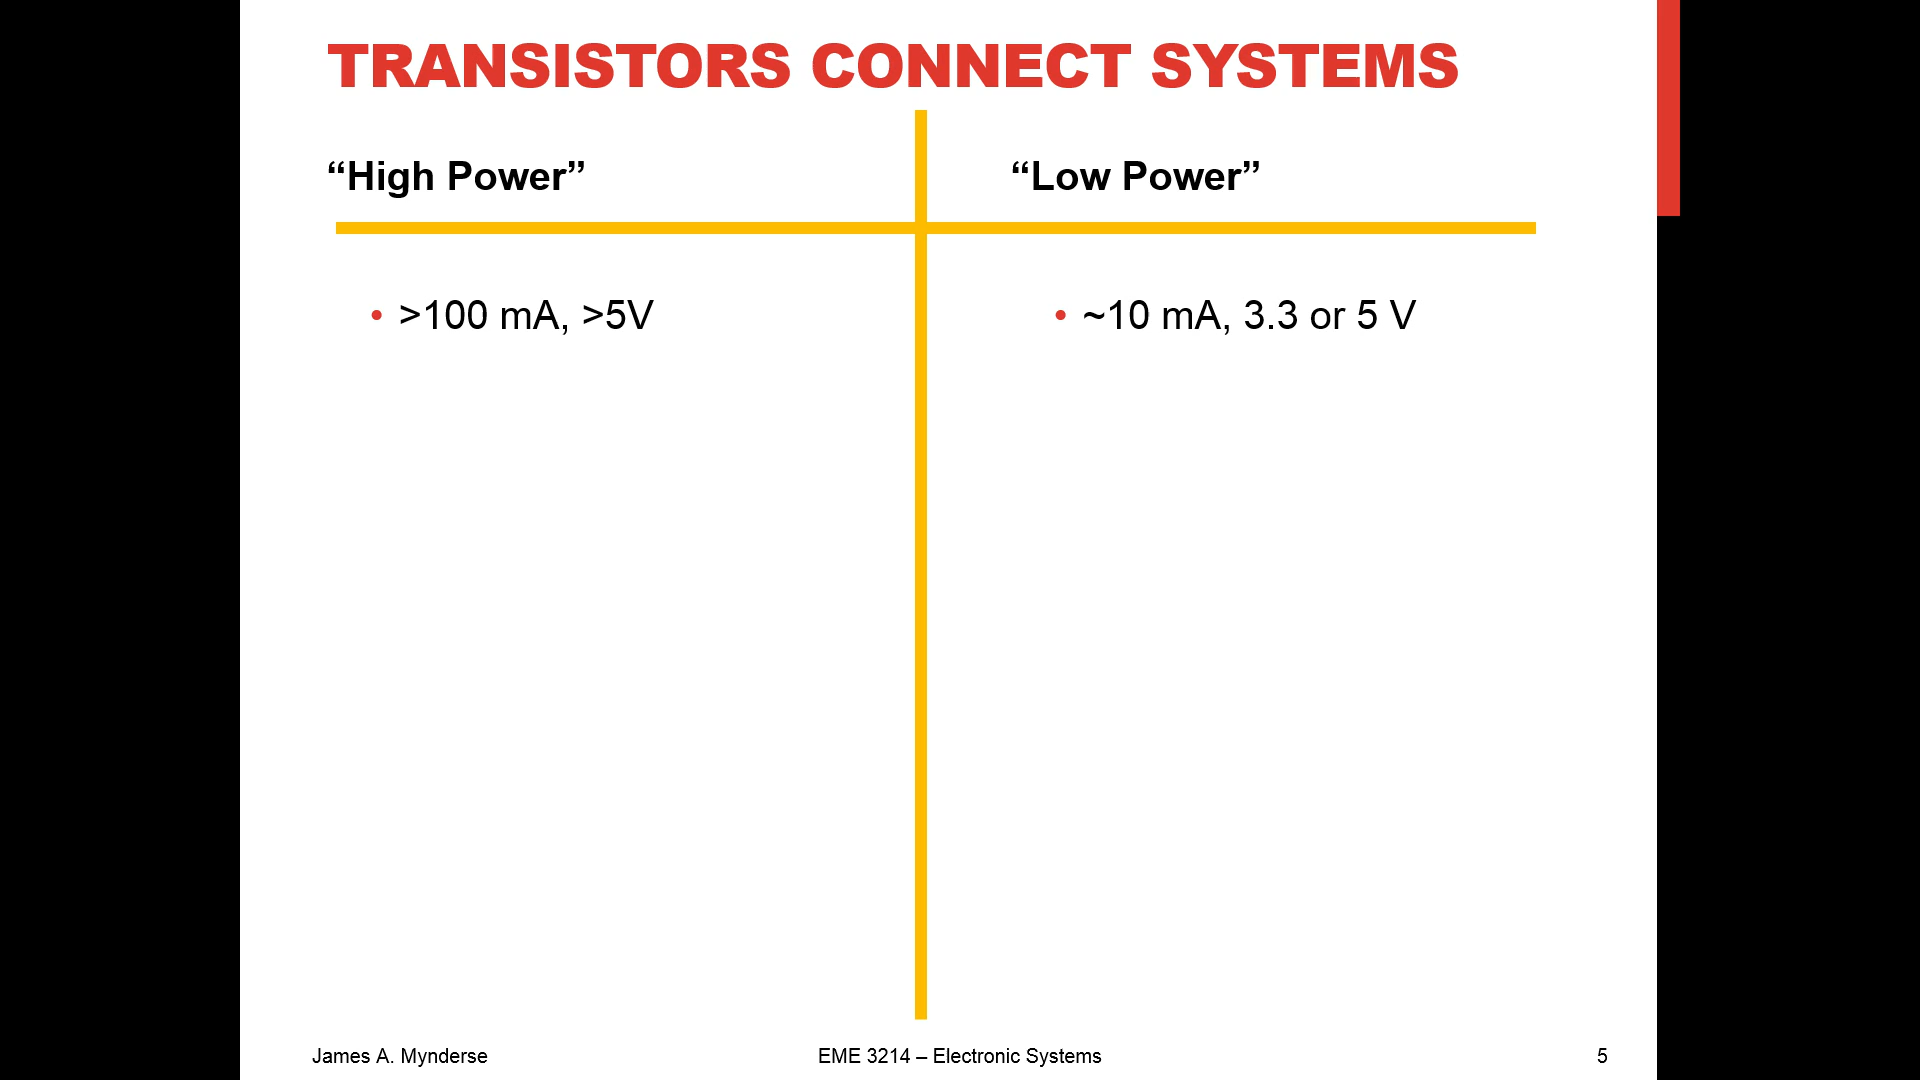 TRANSISTORS CONNECT SYSTEMS
“High Power”
“Low Power”
• >100 mA, >5V
• ~10 mA, 3.3 or 5 V
James A. Mynderse
EME 3214 – Electronic Systems
5